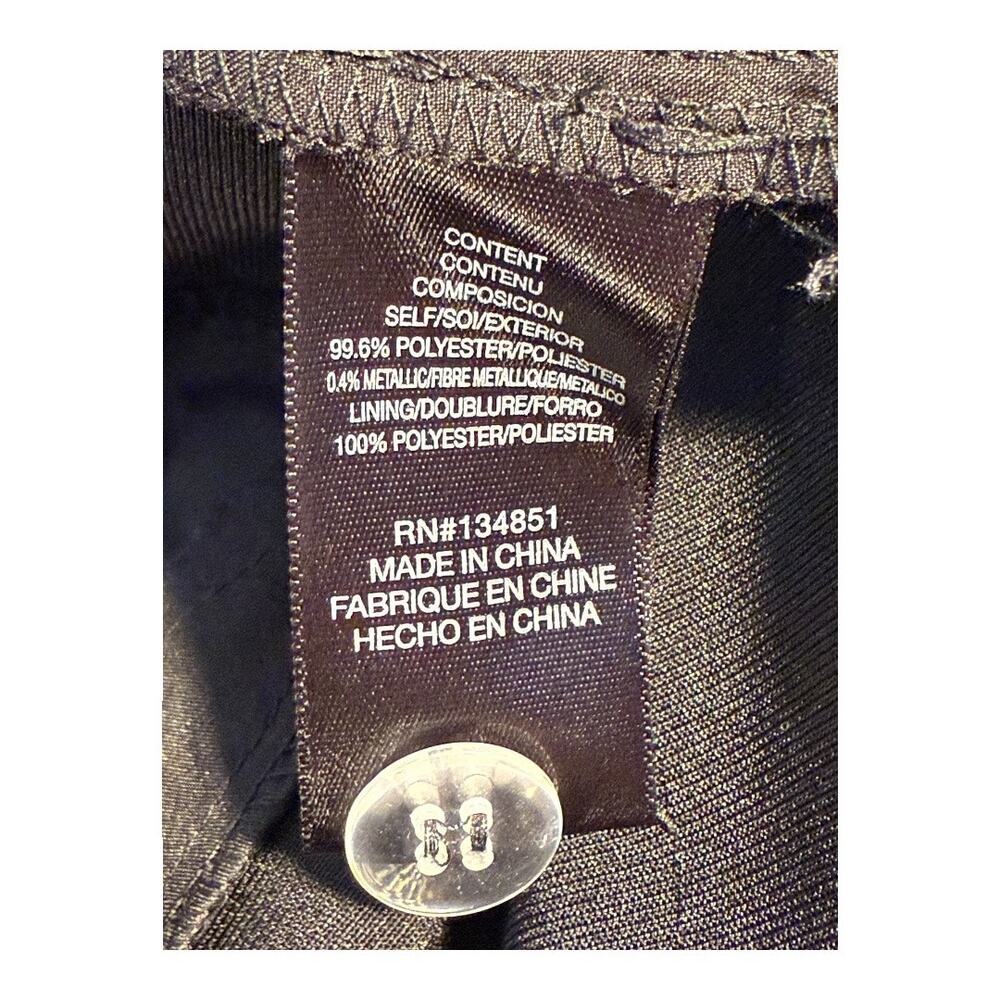 CONTENT
CONTENU
COMPOSICION
SELF/SOI/EXTERIOR
99.6% POLYESTER/POLIESTER
0.4% METALLIC/FIBRE METALLIQUE/METALICO
LINING/DOUBLURE/FORRO
100% POLYESTER/POLIESTER
RN#134851
MADE IN CHINA
FABRIQUE EN CHINE
HECHO EN CHINA